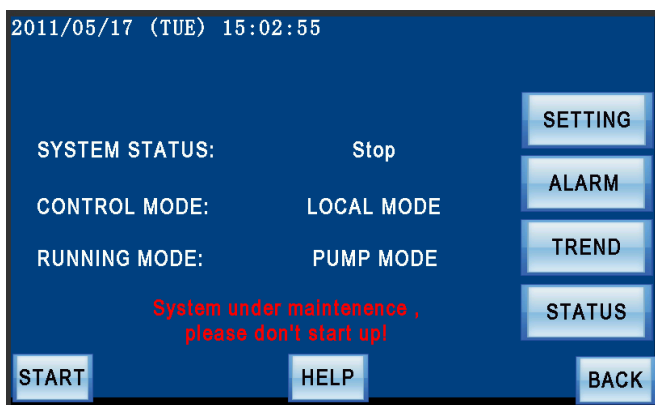 2011/05/17 (TUE) 15:02:55
SETTING
SYSTEM STATUS: Stop
ALARM
CONTROL MODE: LOCAL MODE
TREND
RUNNING MODE: PUMP MODE
System under maintenence ,
please don't start up!
STATUS
START HELP BACK